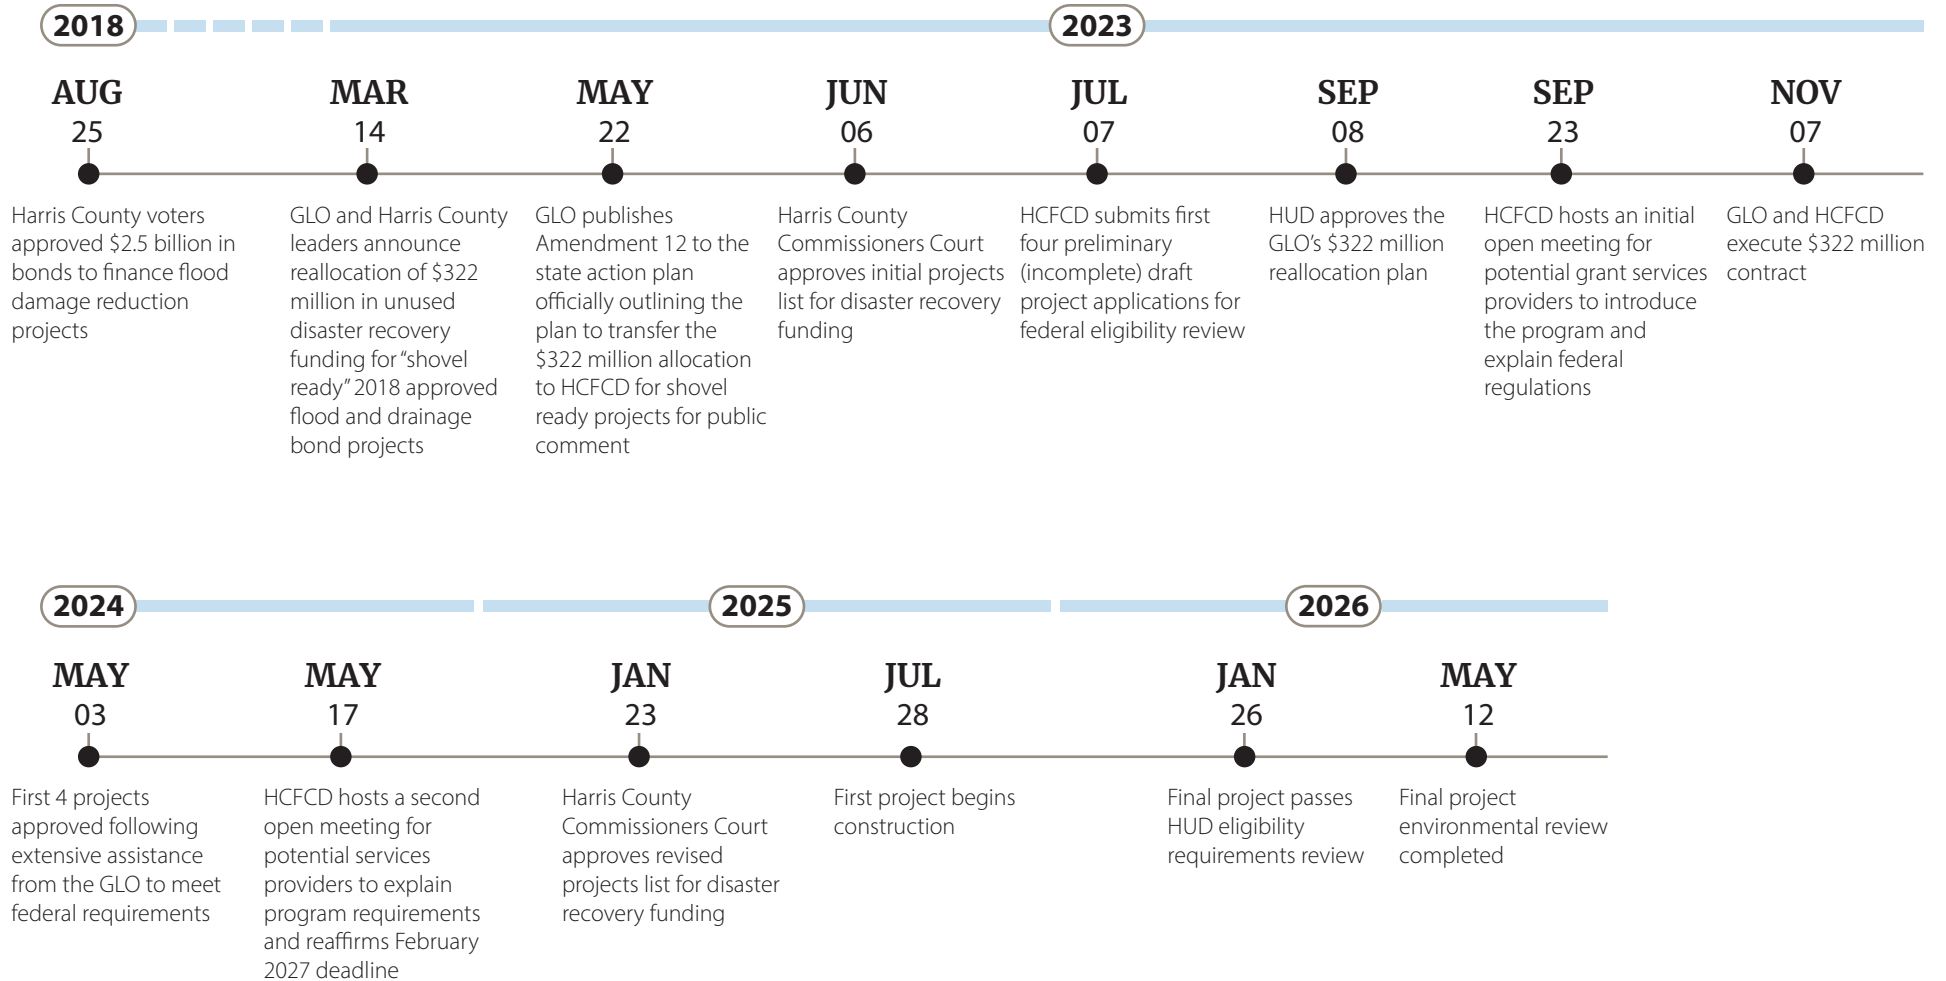 2018
2023
AUG
25
Harris County voters
approved $2.5 billion in
bonds to finance flood
damage reduction
projects
MAR
14
GLO and Harris County
leaders announce
reallocation of $322
million in unused
disaster recovery
funding for “shovel
ready” 2018 approved
flood and drainage
bond projects
MAY
22
GLO publishes
Amendment 12 to the
state action plan
officially outlining the
plan to transfer the
$322 million allocation
to HCFCD for shovel
ready projects for public
comment
JUN
06
Harris County
Commissioners Court
approves initial projects
list for disaster recovery
funding
JUL
07
HCFCD submits first
four preliminary
(incomplete) draft
project applications for
federal eligibility review
SEP
08
HUD approves the
GLO’s $322 million
reallocation plan
SEP
23
HCFCD hosts an initial
open meeting for
potential grant services
providers to introduce
the program and
explain federal
regulations
NOV
07
GLO and HCFCD
execute $322 million
contract
2024
2025
2026
MAY
03
First 4 projects
approved following
extensive assistance
from the GLO to meet
federal requirements
MAY
17
HCFCD hosts a second
open meeting for
potential services
providers to explain
program requirements
and reaffirms February
2027 deadline
JAN
23
Harris County
Commissioners Court
approves revised
projects list for disaster
recovery funding
JUL
28
First project begins
construction
JAN
26
Final project passes
HUD eligibility
requirements review
MAY
12
Final project
environmental review
completed